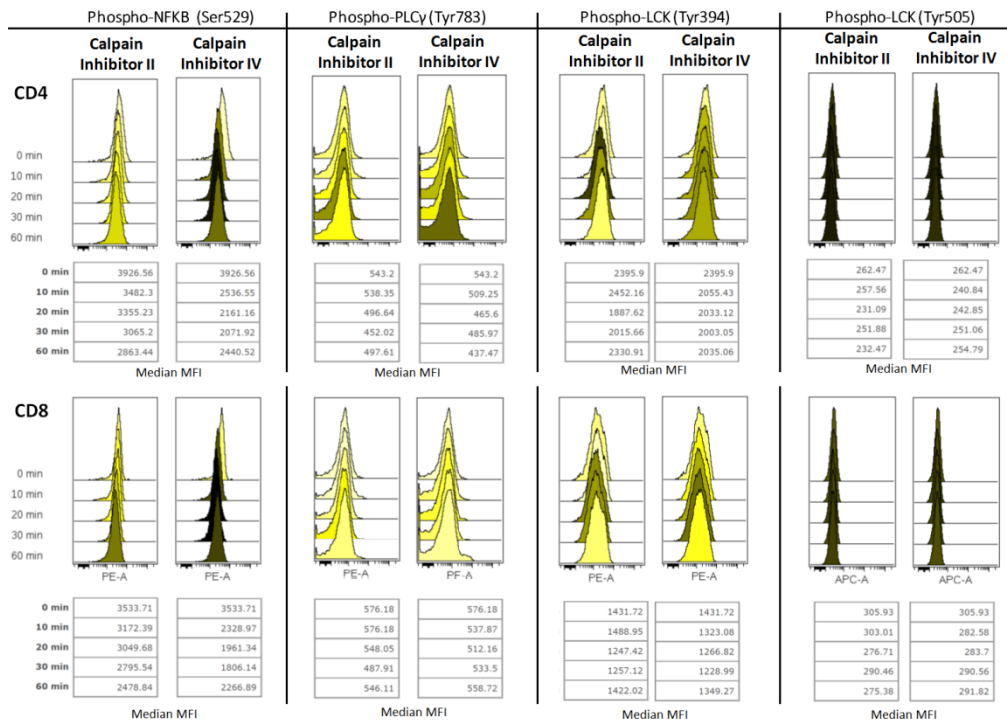 Phospho-NFKB (Ser529) Phospho-PLCγ (Tyr783) Phospho-LCK (Tyr394) Phospho-LCK (Tyr505)
Calpain Inhibitor II Calpain Inhibitor IV Calpain Inhibitor II Calpain Inhibitor IV Calpain Inhibitor II Calpain Inhibitor IV Calpain Inhibitor II Calpain Inhibitor IV
CD4
0 min
10 min
20 min
30 min
60 min
0 min 3926.56 3926.56 543.2 543.2 2395.9 2395.9 262.47 262.47
10 min 3482.3 2536.55 538.35 509.25 2452.16 2055.43 257.56 240.84
20 min 3355.23 2161.16 496.64 465.6 1887.62 2033.12 231.09 242.85
30 min 3065.2 2071.92 452.02 485.97 2015.66 2003.05 251.88 251.06
60 min 2863.44 2440.52 497.61 437.47 2330.91 2035.06 232.47 254.79
Median MFI Median MFI Median MFI Median MFI
CD8
0 min
10 min
20 min
30 min
60 min
PE-A PE-A PE-A PE-A PE-A PE-A APC-A APC-A
0 min 3533.71 3533.71 576.18 576.18 1431.72 1431.72 305.93 305.93
10 min 3172.39 2328.97 576.18 537.87 1488.95 1323.08 303.01 282.58
20 min 3049.68 1961.34 548.05 512.16 1247.42 1266.82 276.71 283.7
30 min 2795.54 1806.14 487.91 533.5 1257.12 1228.99 290.46 290.56
60 min 2478.84 2266.89 546.11 558.72 1422.02 1349.27 275.38 291.82
Median MFI Median MFI Median MFI Median MFI